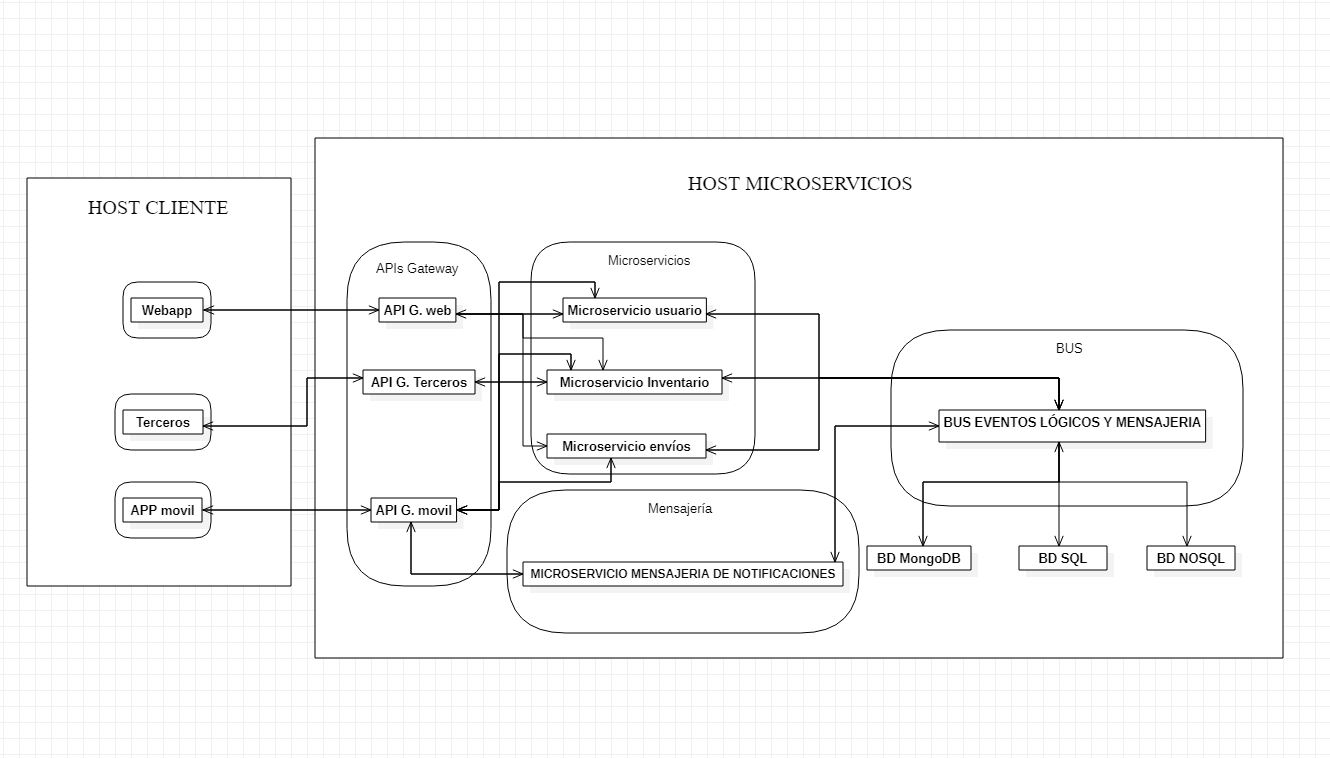 HOST CLIENTE
Webapp
Terceros
APP movil
HOST MICROSERVICIOS
APIs Gateway
API G. web
API G. Terceros
API G. movil
Microservicios
Microservicio usuario
Microservicio Inventario
Microservicio envíos
Mensajería
MICROSERVICIO MENSAJERIA DE NOTIFICACIONES
BUS
BUS EVENTOS LÓGICOS Y MENSAJERIA
BD MongoDB
BD SQL
BD NOSQL